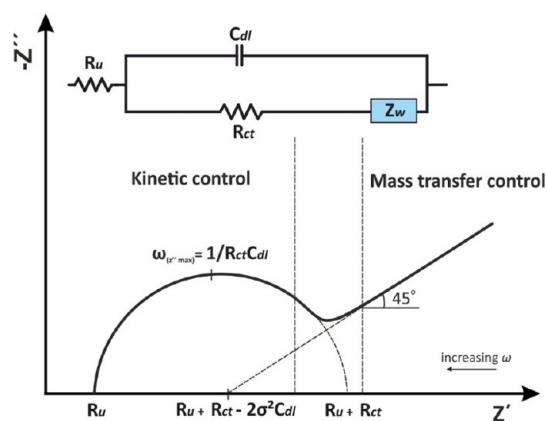 -Z´´
Cdl
Ru
Rct
Zw
Kinetic control
Mass transfer control
ω(z'' max)= 1/RctCdl
45°
increasing ω
Ru
Ru + Rct - 2σ²Cdl
Ru + Rct
Z´